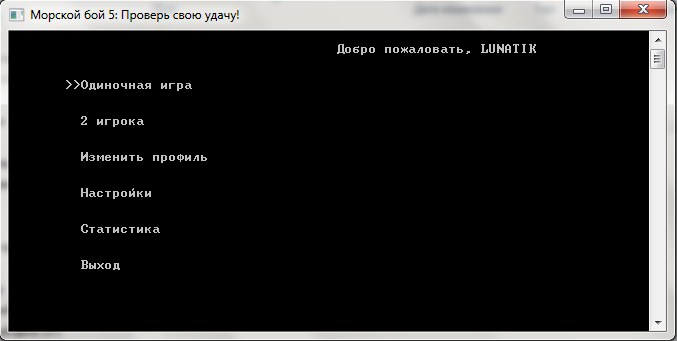 Морской бой 5: Проверь свою удачу!
Добро пожаловать, LUNATIK
>>Одиночная игра
2 игрока
Изменить профиль
Настройки
Статистика
Выход